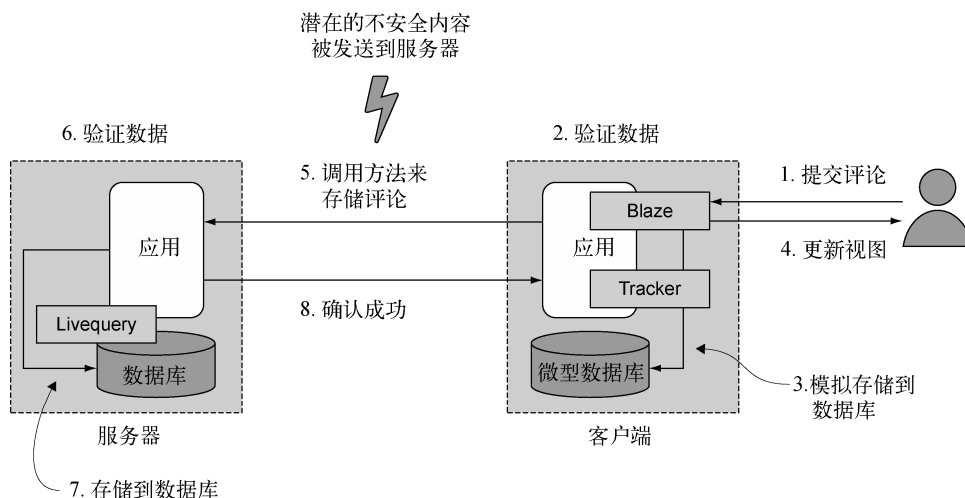 潜在的不安全内容
被发送到服务器
6. 验证数据
2. 验证数据
5. 调用方法来
存储评论
1. 提交评论
Blaze
应用
应用
4. 更新视图
Tracker
8. 确认成功
Livequery
数据库
微型数据库
3.模拟存储到
数据库
服务器
客户端
7. 存储到数据库